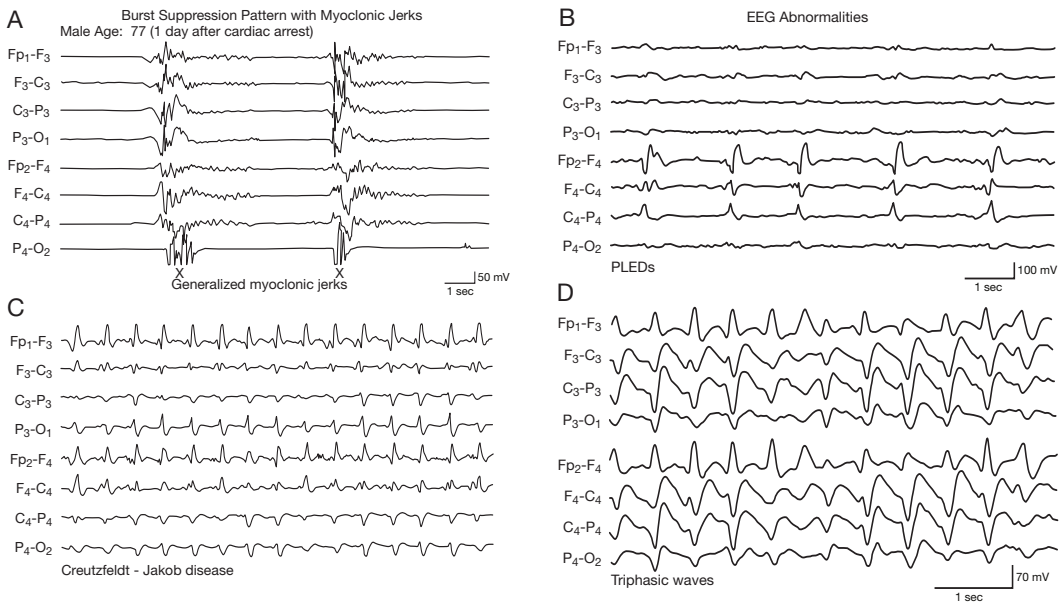 A
Burst Suppression Pattern with Myoclonic Jerks
Male Age: 77 (1 day after cardiac arrest)
Fp₁-F₃
F₃-C₃
C₃-P₃
P₃-O₁
Fp₂-F₄
F₄-C₄
C₄-P₄
P₄-O₂
X X
Generalized myoclonic jerks
50 mV
1 sec
B
EEG Abnormalities
Fp₁-F₃
F₃-C₃
C₃-P₃
P₃-O₁
Fp₂-F₄
F₄-C₄
C₄-P₄
P₄-O₂
PLEDs
100 mV
1 sec
C
Fp₁-F₃
F₃-C₃
C₃-P₃
P₃-O₁
Fp₂-F₄
F₄-C₄
C₄-P₄
P₄-O₂
Creutzfeldt - Jakob disease
D
Fp₁-F₃
F₃-C₃
C₃-P₃
P₃-O₁
Fp₂-F₄
F₄-C₄
C₄-P₄
P₄-O₂
Triphasic waves
70 mV
1 sec